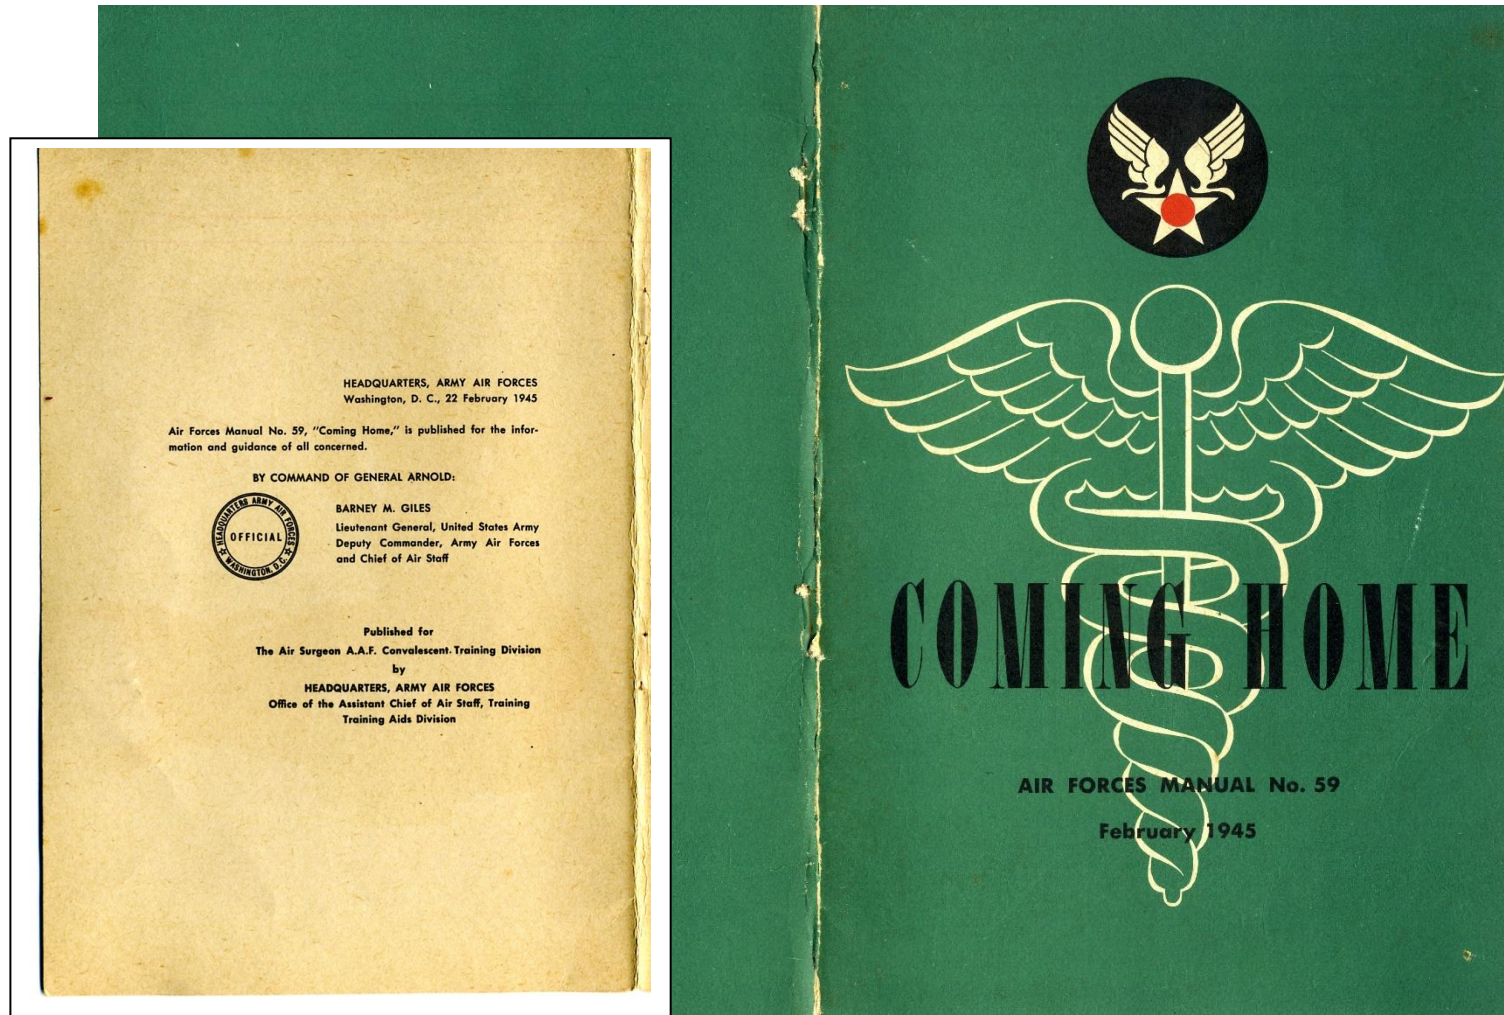 HEADQUARTERS, ARMY AIR FORCES
Washington, D. C., 22 February 1945
Air Forces Manual No. 59, "Coming Home," is published for the infor-
mation and guidance of all concerned.
BY COMMAND OF GENERAL ARNOLD:
HEADQUARTERS ARMY AIR FORCES
OFFICIAL
WASHINGTON, D.C.
BARNEY M. GILES
Lieutenant General, United States Army
Deputy Commander, Army Air Forces
and Chief of Air Staff
Published for
The Air Surgeon A.A.F. Convalescent Training Division
by
HEADQUARTERS, ARMY AIR FORCES
Office of the Assistant Chief of Air Staff, Training
Training Aids Division
COMING HOME
AIR FORCES MANUAL No. 59
February 1945